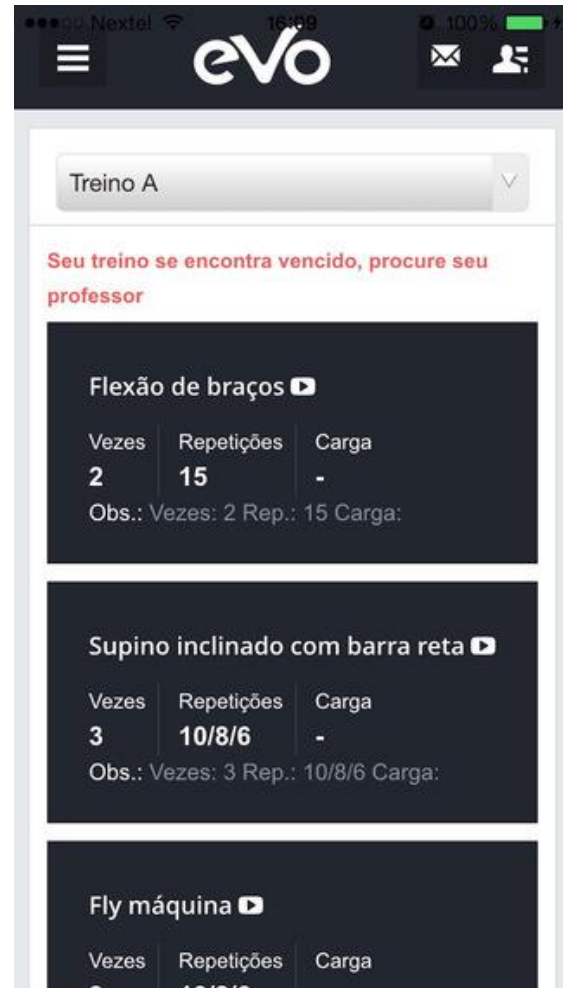 Nextel 16:09 100%
evo
Treino A
Seu treino se encontra vencido, procure seu
professor
Flexão de braços
Vezes Repetições Carga
2 15 -
Obs.: Vezes: 2 Rep.: 15 Carga:
Supino inclinado com barra reta
Vezes Repetições Carga
3 10/8/6 -
Obs.: Vezes: 3 Rep.: 10/8/6 Carga:
Fly máquina
Vezes Repetições Carga